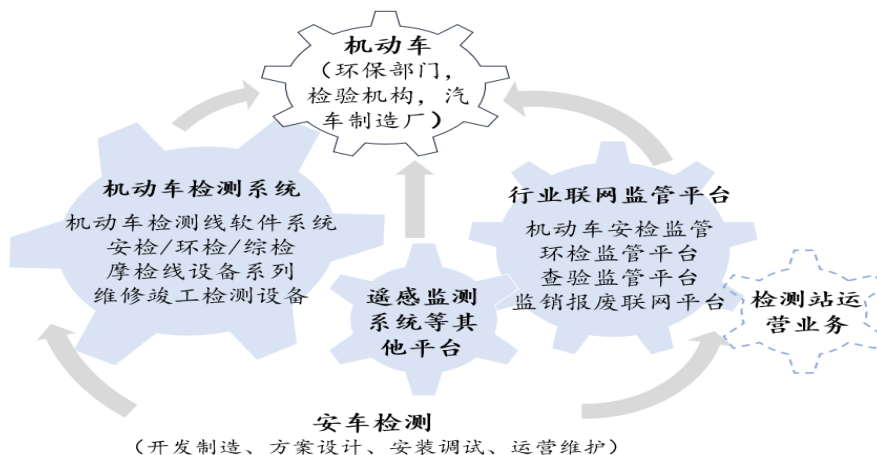 机动车
（环保部门，
检验机构，汽
车制造厂）
机动车检测系统
机动车检测线软件系统
安检/环检/综检
摩检线设备系列
维修竣工检测设备
行业联网监管平台
机动车安检监管
环检监管平台
查验监管平台
监销报废联网平台
遥感监测
系统等其
他平台
检测站运
营业务
安车检测
（开发制造、方案设计、安装调试、运营维护）